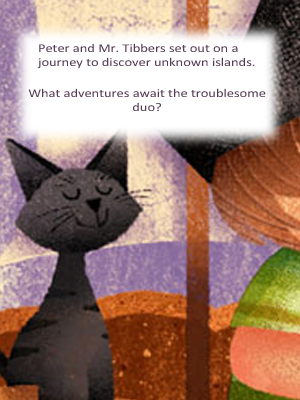 Peter and Mr. Tibbers set out on a
journey to discover unknown islands.
What adventures await the troublesome
duo?